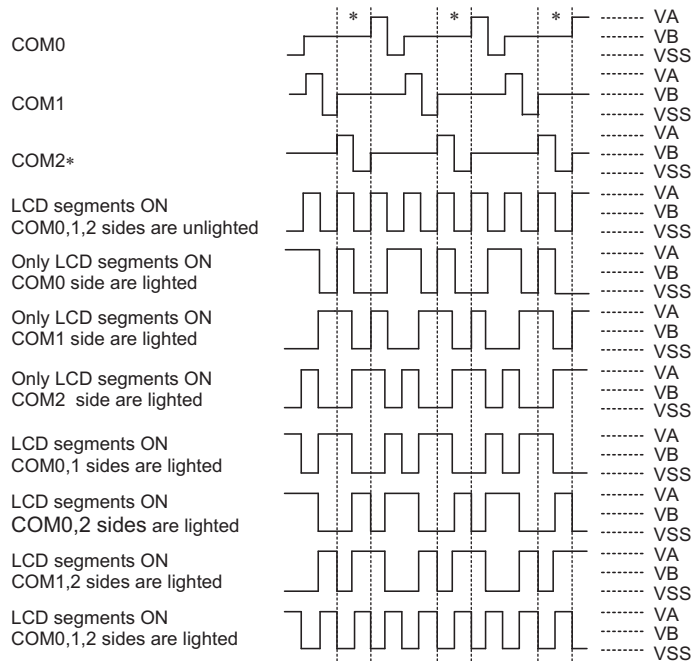 * * * VA
COM0 VB
VSS
VA
COM1 VB
VSS
VA
COM2* VB
VSS
LCD segments ON VA
COM0,1,2 sides are unlighted VB
VSS
Only LCD segments ON VA
COM0 side are lighted VB
VSS
Only LCD segments ON VA
COM1 side are lighted VB
VSS
Only LCD segments ON VA
COM2 side are lighted VB
VSS
LCD segments ON VA
COM0,1 sides are lighted VB
VSS
LCD segments ON VA
COM0,2 sides are lighted VB
VSS
LCD segments ON VA
COM1,2 sides are lighted VB
VSS
LCD segments ON VA
COM0,1,2 sides are lighted VB
VSS